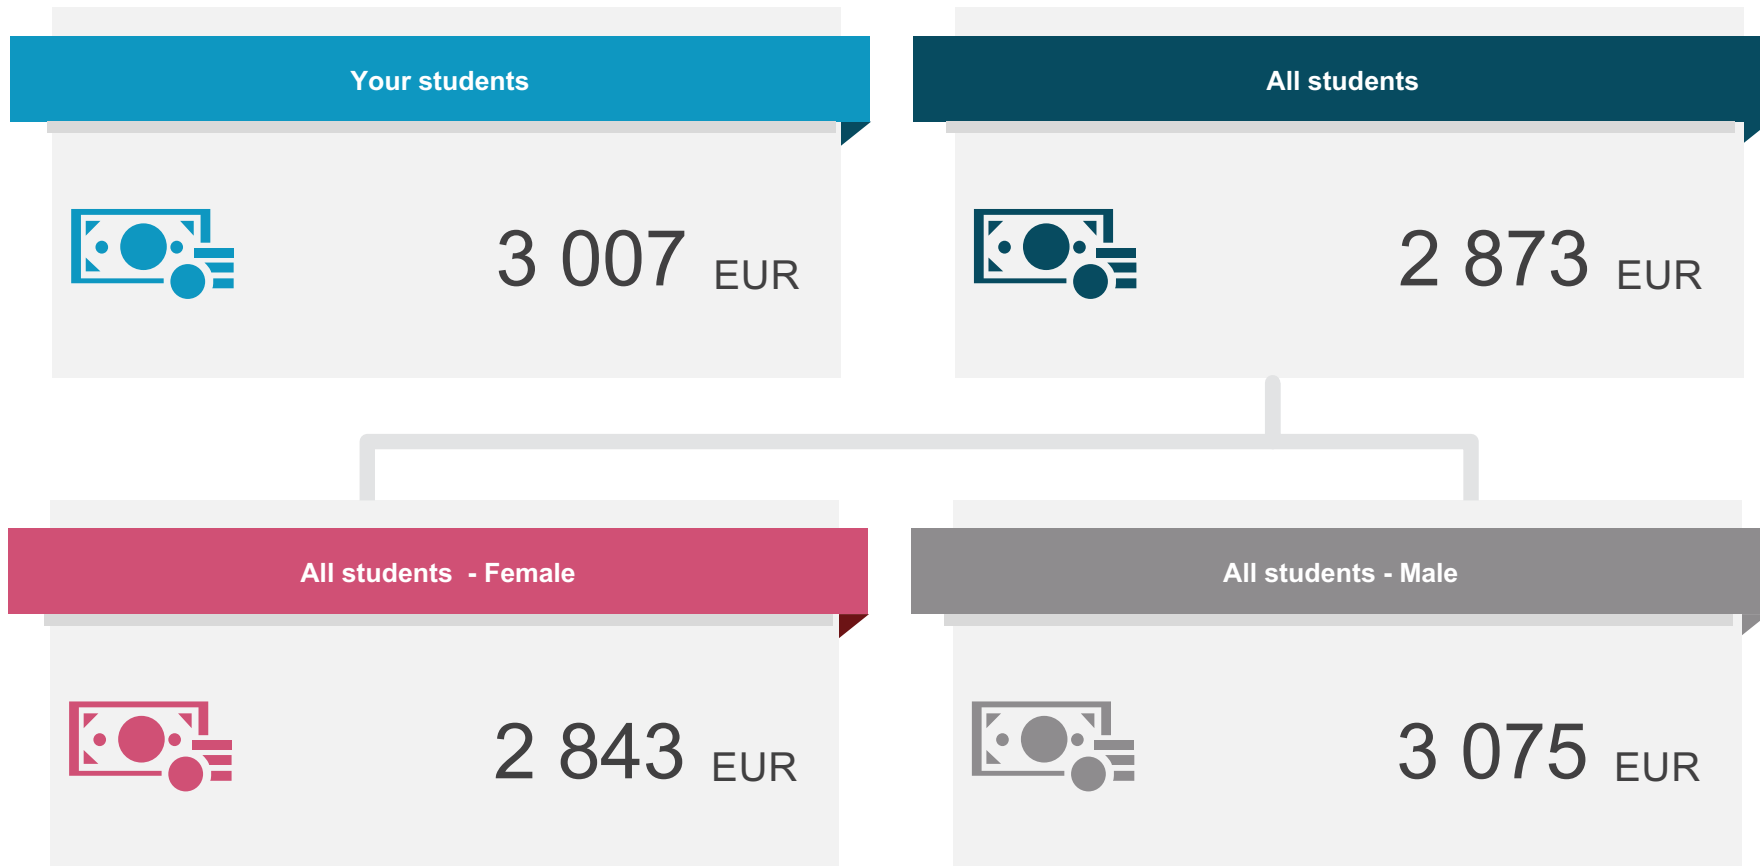 Your students
All students
3 007 EUR
2 873 EUR
All students  - Female
All students - Male
2 843 EUR
3 075 EUR